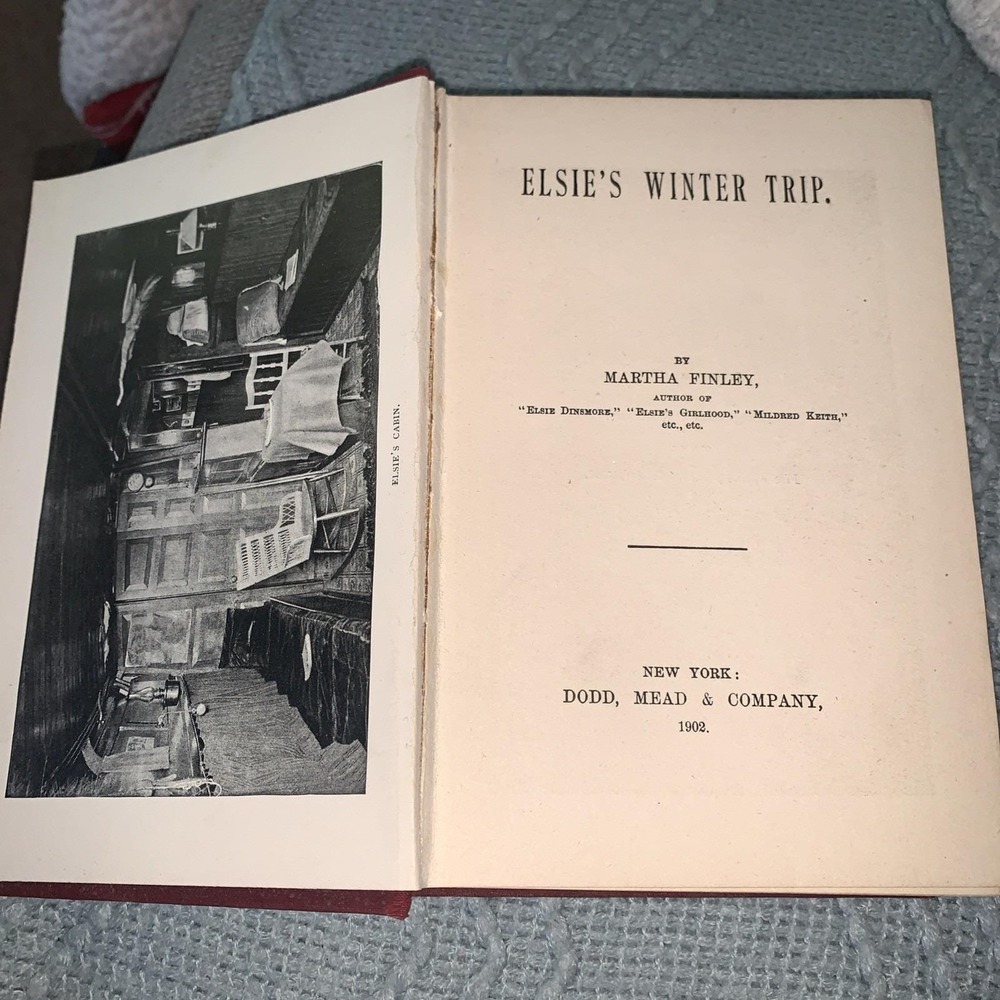 ELSIE'S CABIN.
ELSIE'S WINTER TRIP.
BY
MARTHA FINLEY,
AUTHOR OF
"ELSIE DINSMORE," "ELSIE'S GIRLHOOD," "MILDRED KEITH,"
etc., etc.
NEW YORK:
DODD, MEAD & COMPANY,
1902.